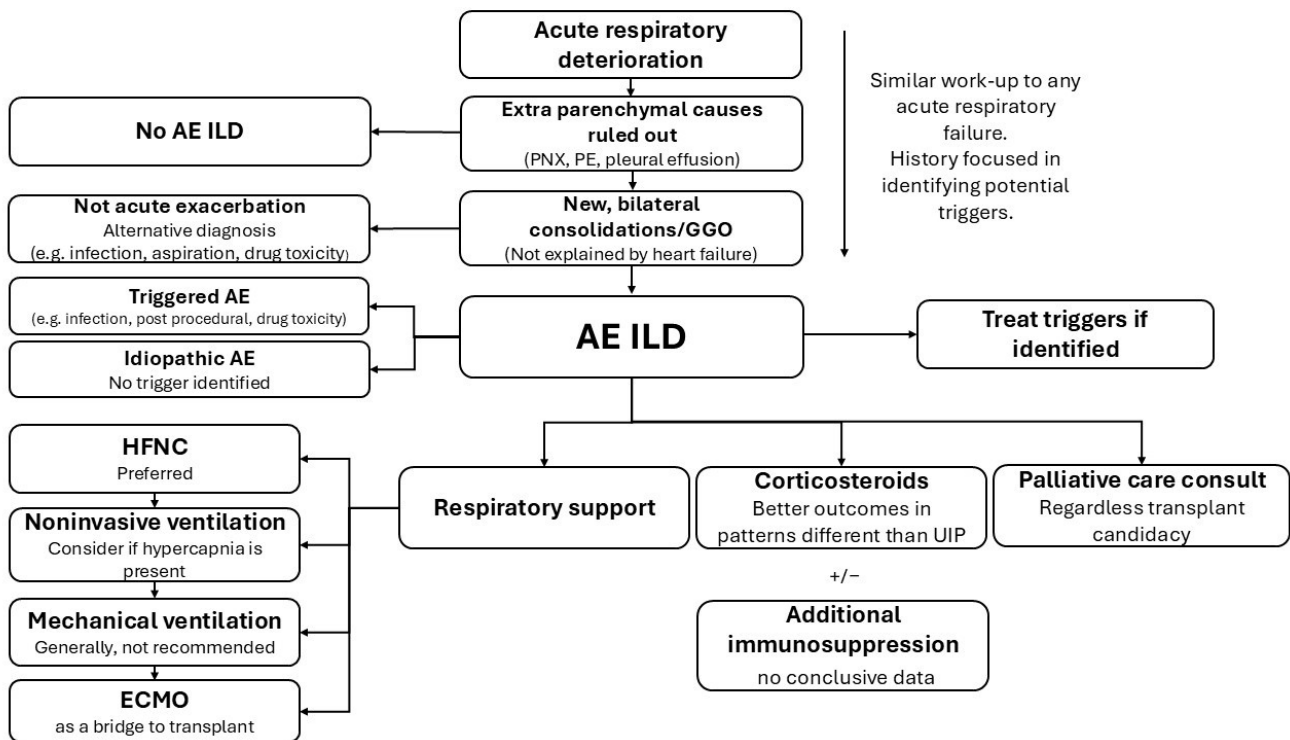 Acute respiratory
deterioration
Extra parenchymal causes
ruled out
(PNX, PE, pleural effusion)
No AE ILD
Similar work-up to any
acute respiratory
failure.
History focused in
identifying potential
triggers.
New, bilateral
consolidations/GGO
(Not explained by heart failure)
Not acute exacerbation
Alternative diagnosis
(e.g. infection, aspiration, drug toxicity)
AE ILD
Triggered AE
(e.g. infection, post procedural, drug toxicity)
Idiopathic AE
No trigger identified
Treat triggers if
identified
Respiratory support
Corticosteroids
Better outcomes in
patterns different than UIP
+/−
Additional
immunosuppression
no conclusive data
Palliative care consult
Regardless transplant
candidacy
HFNC
Preferred
Noninvasive ventilation
Consider if hypercapnia is
present
Mechanical ventilation
Generally, not recommended
ECMO
as a bridge to transplant